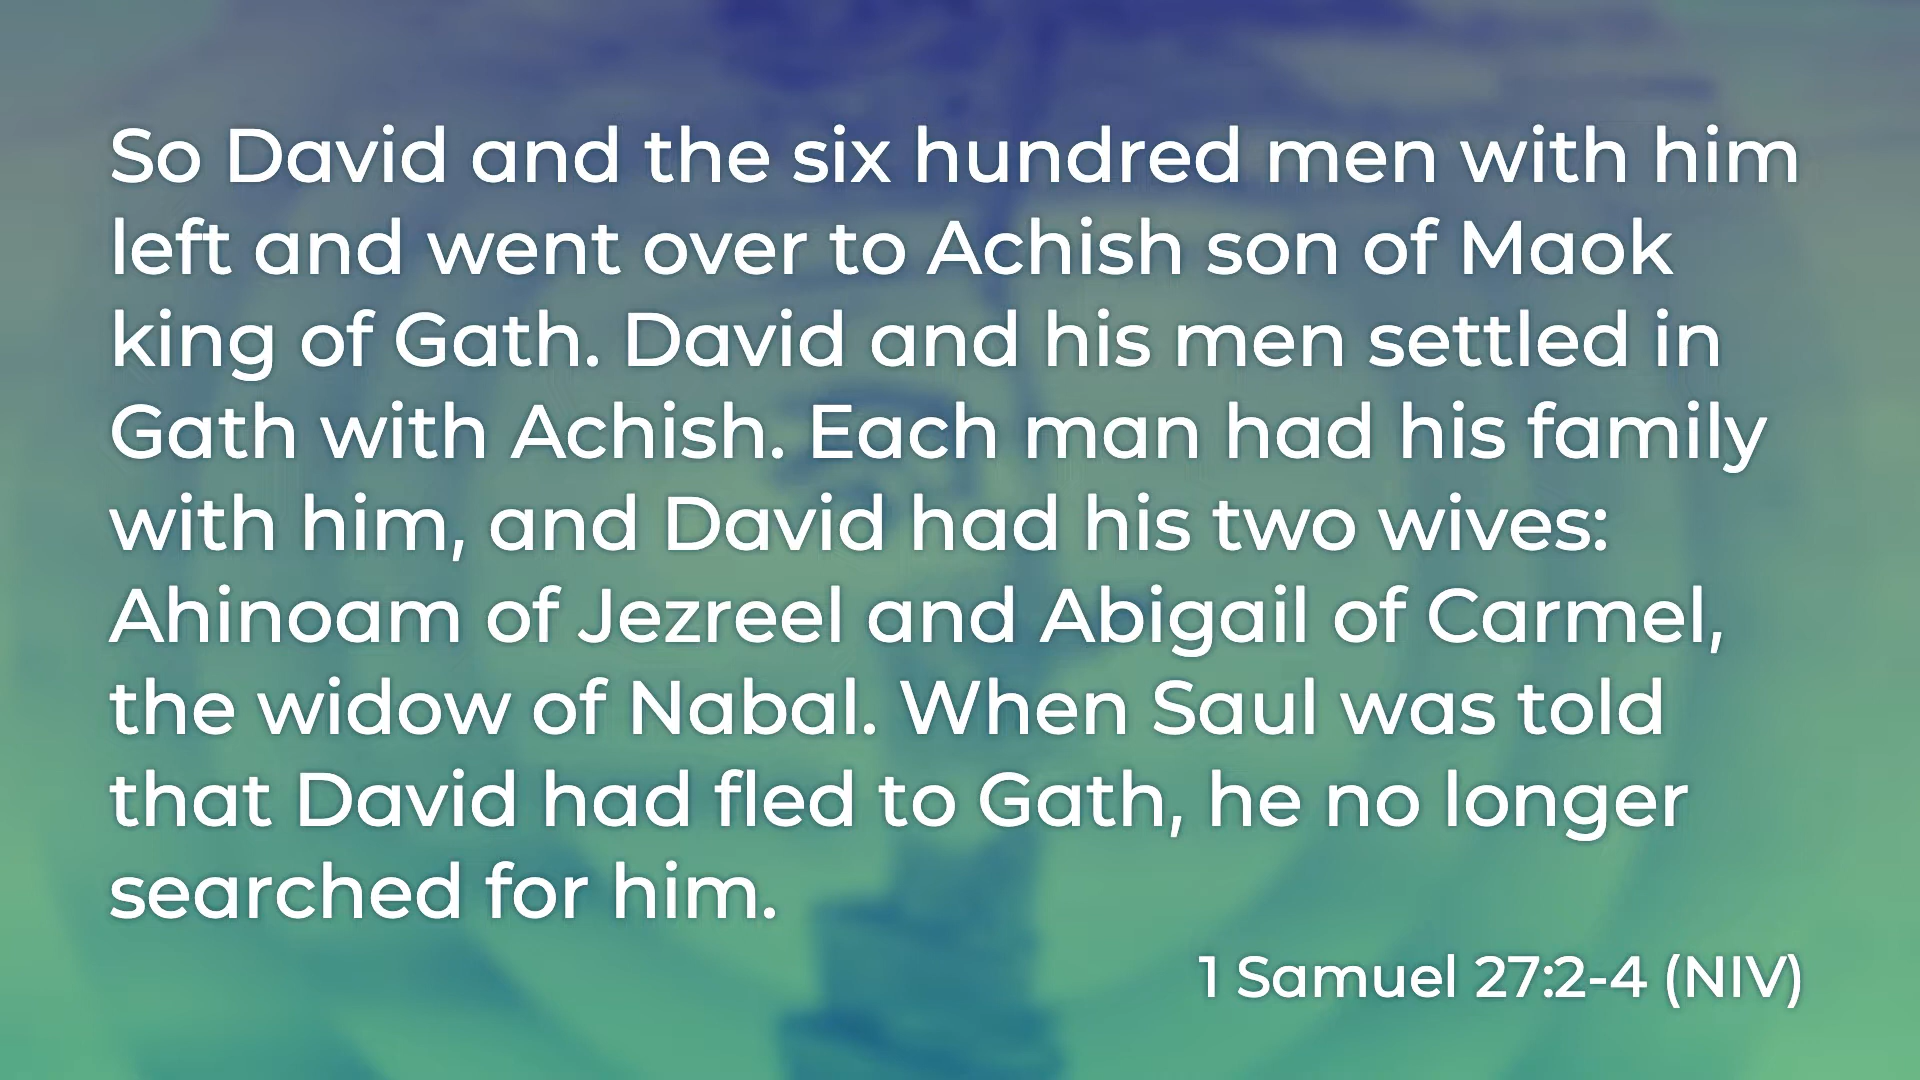 So David and the six hundred men with him
left and went over to Achish son of Maok
king of Gath. David and his men settled in
Gath with Achish. Each man had his family
with him, and David had his two wives:
Ahinoam of Jezreel and Abigail of Carmel,
the widow of Nabal. When Saul was told
that David had fled to Gath, he no longer
searched for him.
1 Samuel 27:2-4 (NIV)